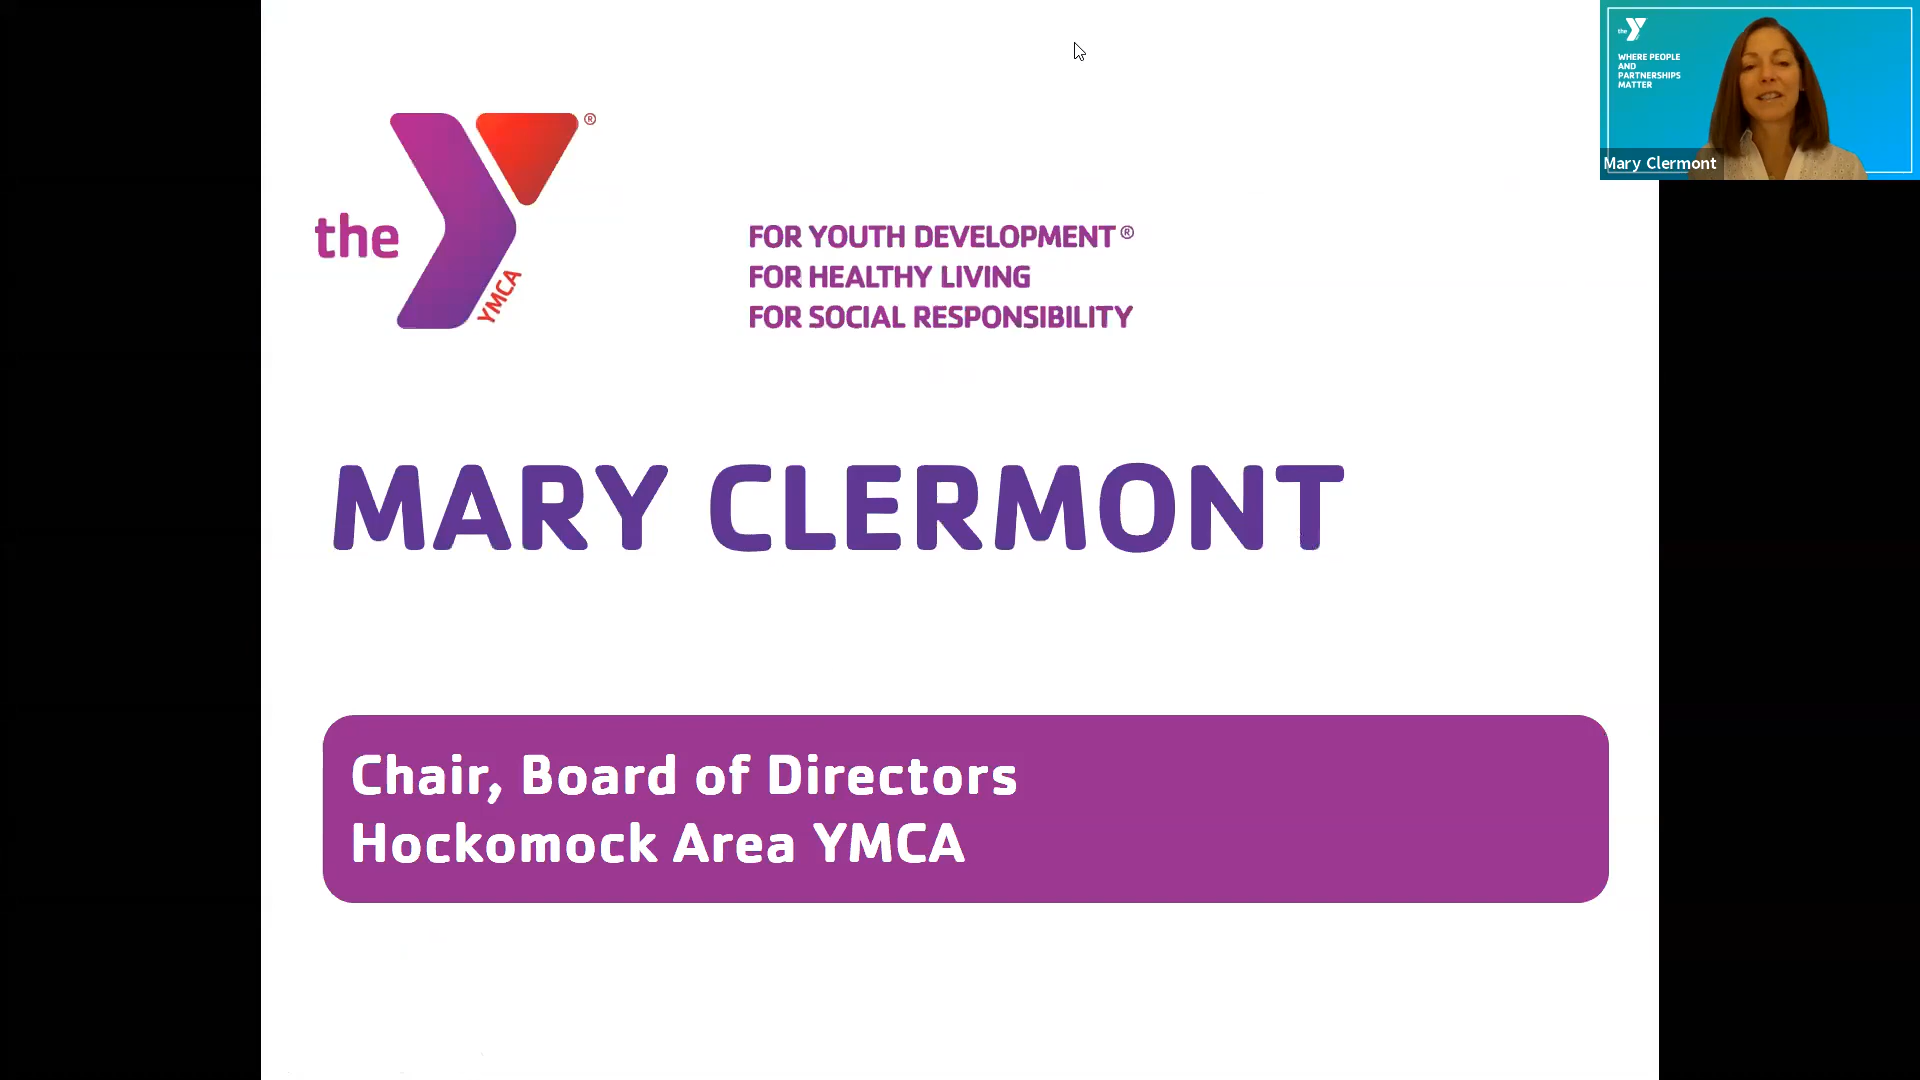 the
YMCA
®
FOR YOUTH DEVELOPMENT®
FOR HEALTHY LIVING
FOR SOCIAL RESPONSIBILITY
MARY CLERMONT
Chair, Board of Directors
Hockomock Area YMCA
the
WHERE PEOPLE
AND
PARTNERSHIPS
MATTER
Mary Clermont